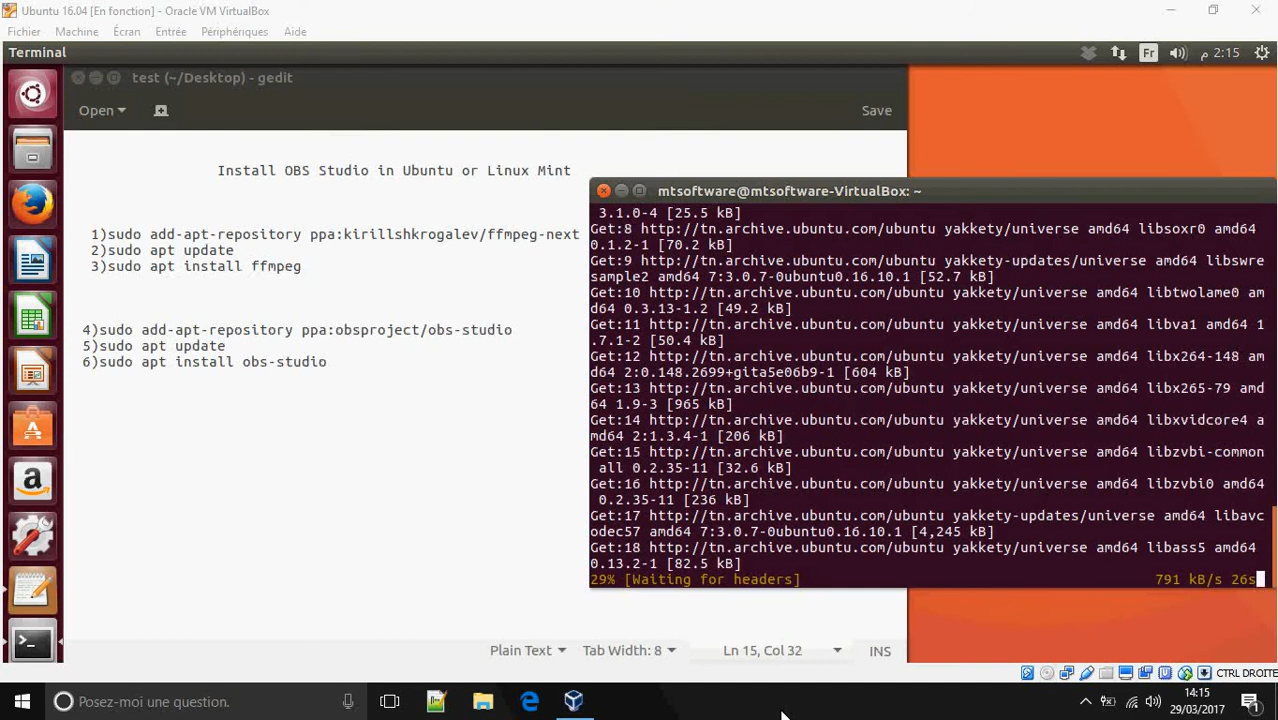 Ubuntu 16.04 [En fonction] - Oracle VM VirtualBox
Fichier Machine Écran Entrée Périphériques Aide
Terminal
Fr
م 2:15
test (~/Desktop) - gedit
Open
Save
Install OBS Studio in Ubuntu or Linux Mint
1)sudo add-apt-repository ppa:kirillshkrogalev/ffmpeg-next
2)sudo apt update
3)sudo apt install ffmpeg
4)sudo add-apt-repository ppa:obsproject/obs-studio
5)sudo apt update
6)sudo apt install obs-studio
Plain Text Tab Width: 8 Ln 15, Col 32 INS
mtsoftware@mtsoftware-VirtualBox: ~
3.1.0-4 [25.5 kB]
Get:8 http://tn.archive.ubuntu.com/ubuntu yakkety/universe amd64 libsoxr0 amd64
0.1.2-1 [70.2 kB]
Get:9 http://tn.archive.ubuntu.com/ubuntu yakkety-updates/universe amd64 libswre
sample2 amd64 7:3.0.7-0ubuntu0.16.10.1 [52.7 kB]
Get:10 http://tn.archive.ubuntu.com/ubuntu yakkety/universe amd64 libtwolame0 am
d64 0.3.13-1.2 [49.2 kB]
Get:11 http://tn.archive.ubuntu.com/ubuntu yakkety/universe amd64 libva1 amd64 1
.7.1-2 [50.4 kB]
Get:12 http://tn.archive.ubuntu.com/ubuntu yakkety/universe amd64 libx264-148 am
d64 2:0.148.2699+gita5e06b9-1 [604 kB]
Get:13 http://tn.archive.ubuntu.com/ubuntu yakkety/universe amd64 libx265-79 amd
64 1.9-3 [965 kB]
Get:14 http://tn.archive.ubuntu.com/ubuntu yakkety/universe amd64 libxvidcore4 a
md64 2:1.3.4-1 [206 kB]
Get:15 http://tn.archive.ubuntu.com/ubuntu yakkety/universe amd64 libzvbi-common
all 0.2.35-11 [32.6 kB]
Get:16 http://tn.archive.ubuntu.com/ubuntu yakkety/universe amd64 libzvbi0 amd64
0.2.35-11 [236 kB]
Get:17 http://tn.archive.ubuntu.com/ubuntu yakkety-updates/universe amd64 libavc
odec57 amd64 7:3.0.7-0ubuntu0.16.10.1 [4,245 kB]
Get:18 http://tn.archive.ubuntu.com/ubuntu yakkety/universe amd64 libass5 amd64
0.13.2-1 [82.5 kB]
29% [Waiting for headers] 791 kB/s 26s
CTRL DROITE
Posez-moi une question.
14:15
29/03/2017
1